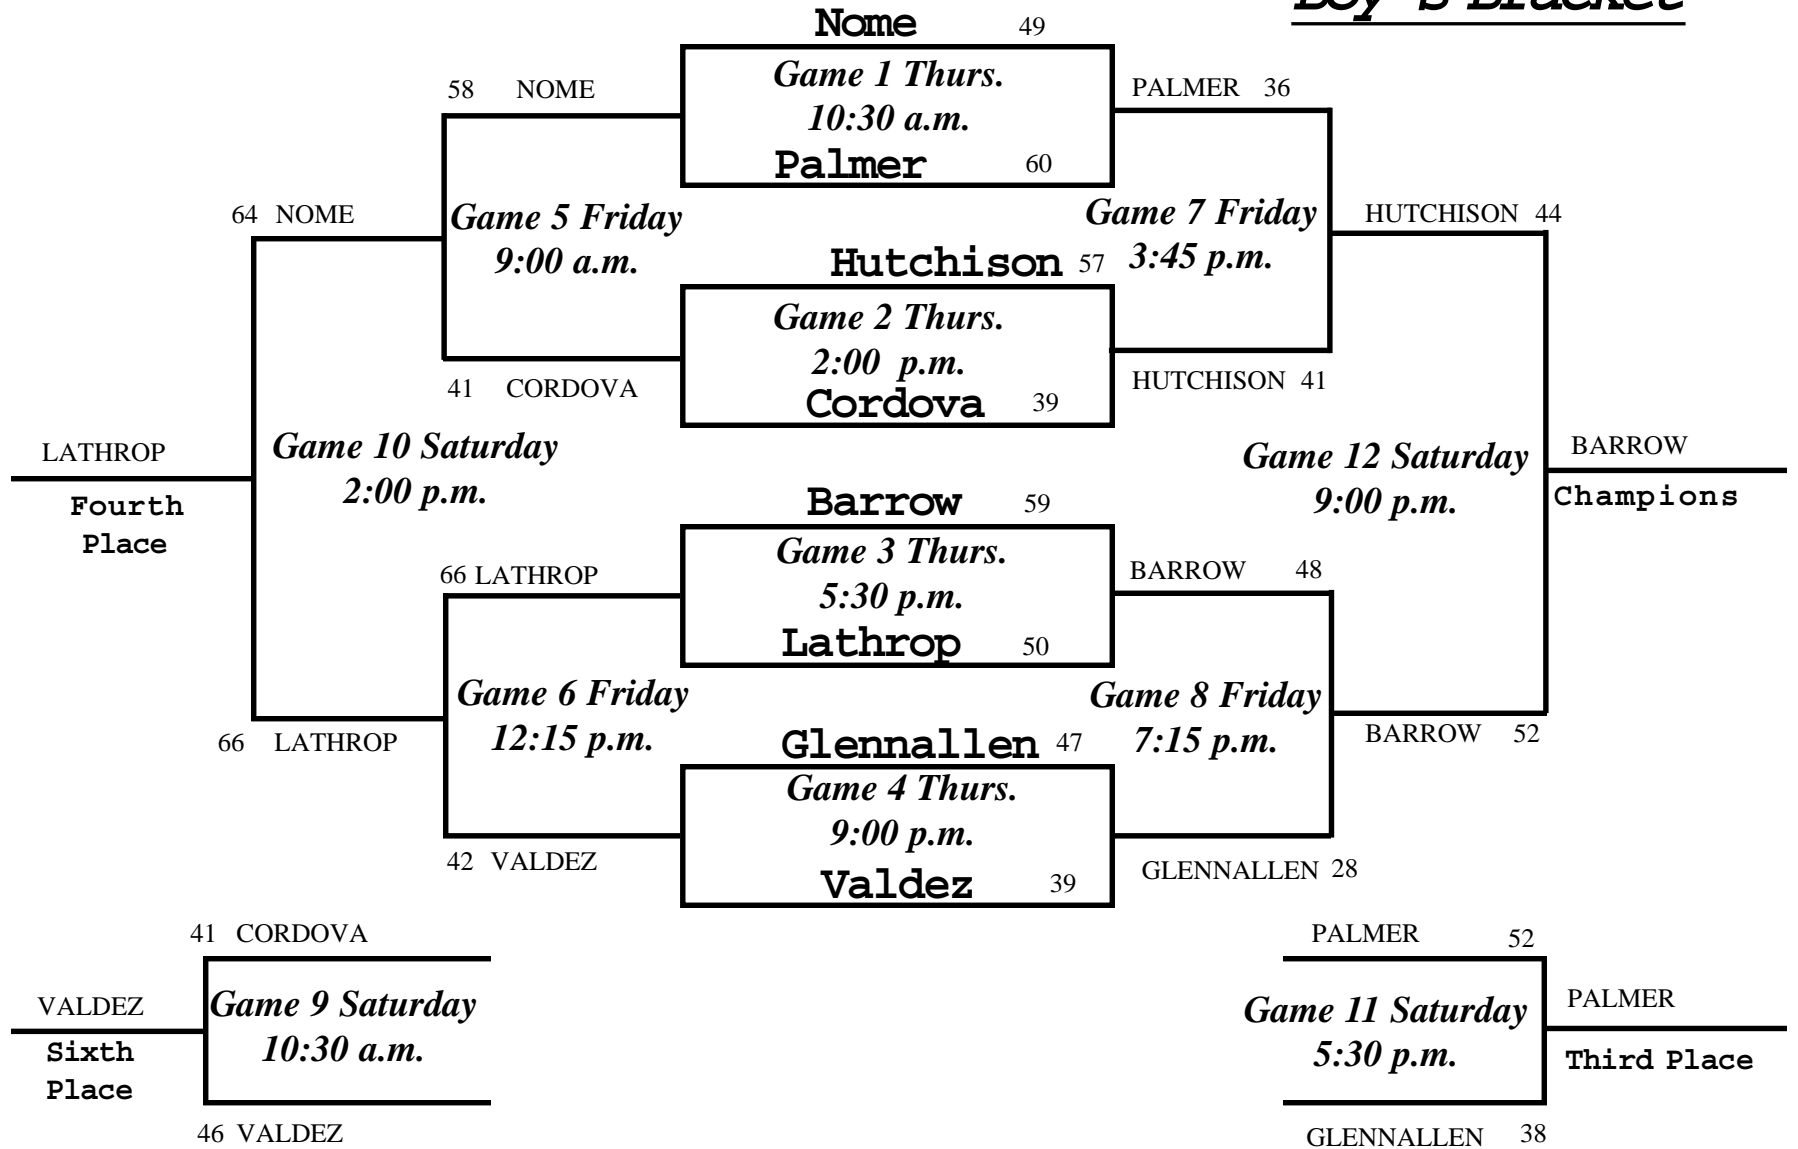 Boy's Bracket
Nome 49
Game 1 Thurs.
10:30 a.m.
Palmer 60
58 NOME
PALMER 36
Game 5 Friday
9:00 a.m.
Game 7 Friday
3:45 p.m.
64 NOME
HUTCHISON 44
Hutchison 57
Game 2 Thurs.
2:00 p.m.
Cordova 39
41 CORDOVA
HUTCHISON 41
LATHROP
Fourth
Place
Game 10 Saturday
2:00 p.m.
Game 12 Saturday
9:00 p.m.
BARROW
Champions
Barrow 59
Game 3 Thurs.
5:30 p.m.
Lathrop 50
66 LATHROP
BARROW 48
Game 6 Friday
12:15 p.m.
Game 8 Friday
7:15 p.m.
66 LATHROP
BARROW 52
Glennallen 47
Game 4 Thurs.
9:00 p.m.
Valdez 39
42 VALDEZ
GLENNALLEN 28
41 CORDOVA
VALDEZ
Sixth
Place
Game 9 Saturday
10:30 a.m.
46 VALDEZ
PALMER 52
Game 11 Saturday
5:30 p.m.
PALMER
Third Place
GLENNALLEN 38